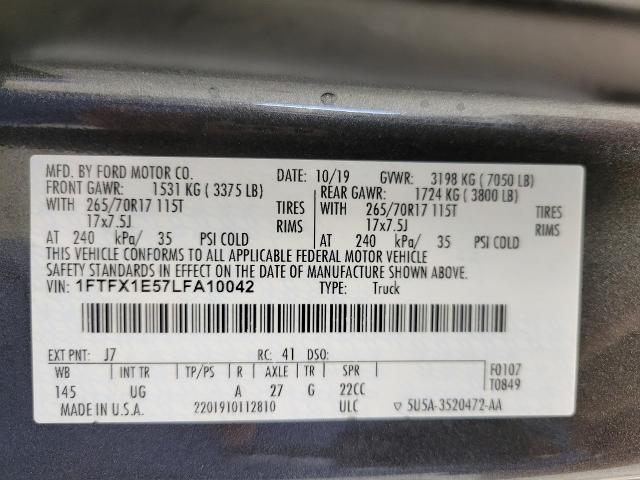 MFD. BY FORD MOTOR CO.
DATE: 10/19 GVWR: 3198 KG ( 7050 LB)
FRONT GAWR: 1531 KG ( 3375 LB)
REAR GAWR: 1724 KG ( 3800 LB)
WITH 265/70R17 115T TIRES
WITH 265/70R17 115T TIRES
17x7.5J RIMS
17x7.5J RIMS
AT 240 kPa/ 35 PSI COLD
AT 240 kPa/ 35 PSI COLD
THIS VEHICLE CONFORMS TO ALL APPLICABLE FEDERAL MOTOR VEHICLE
SAFETY STANDARDS IN EFFECT ON THE DATE OF MANUFACTURE SHOWN ABOVE.
VIN: 1FTFX1E57LFA10042 TYPE: Truck
EXT PNT: J7 RC: 41 DSO:
WB INT TR TP/PS R AXLE TR SPR
145 UG A 27 G 22CC
F0107
T0849
MADE IN U.S.A. 2201910112810 ULC ▽ 5U5A-3520472-AA